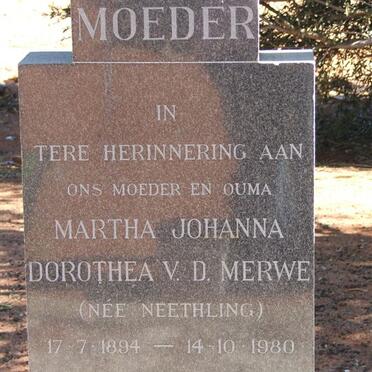 MOEDER
IN
TERE HERINNERING AAN
ONS MOEDER EN OUMA
MARTHA JOHANNA
DOROTHEA V. D. MERWE
(NÉE NEETHLING)
17-7-1894 — 14-10-1980